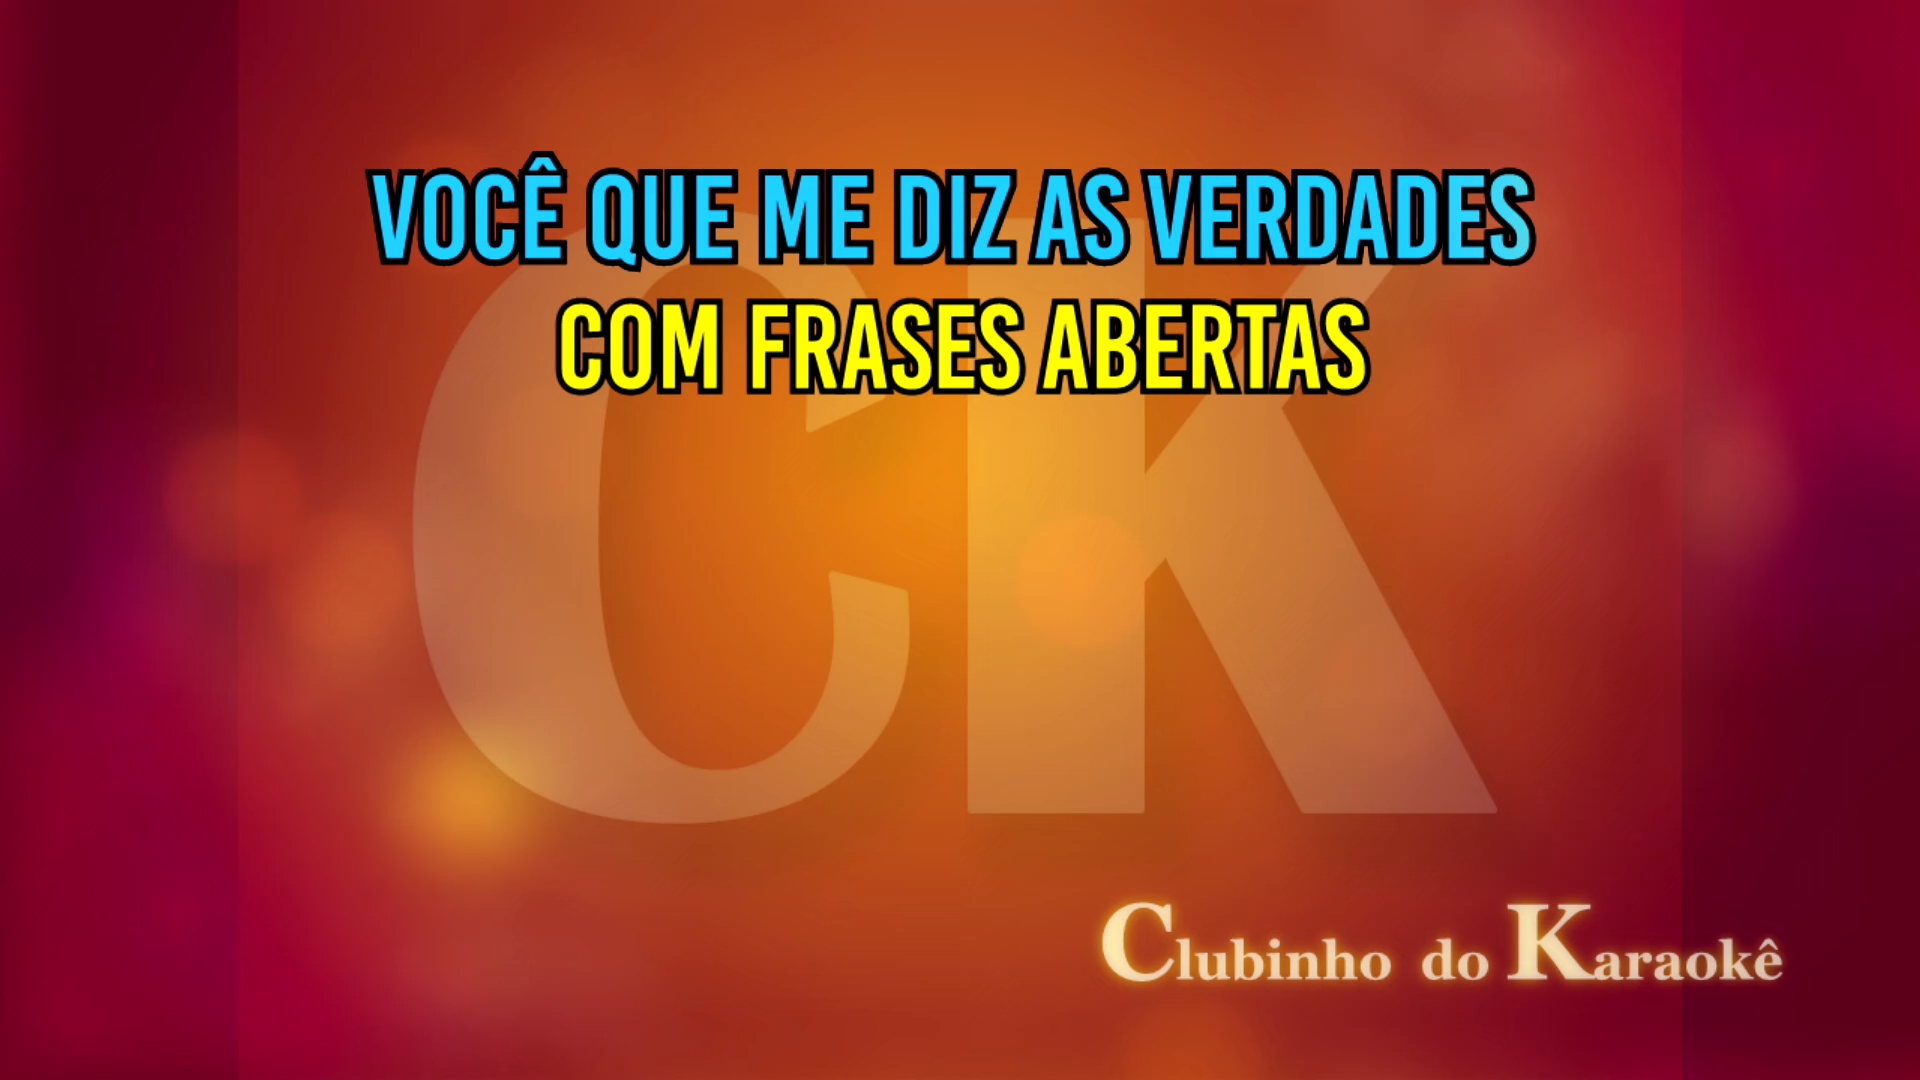 VOCÊ QUE ME DIZ AS VERDADES
COM FRASES ABERTAS
CK
Clubinho do Karaokê